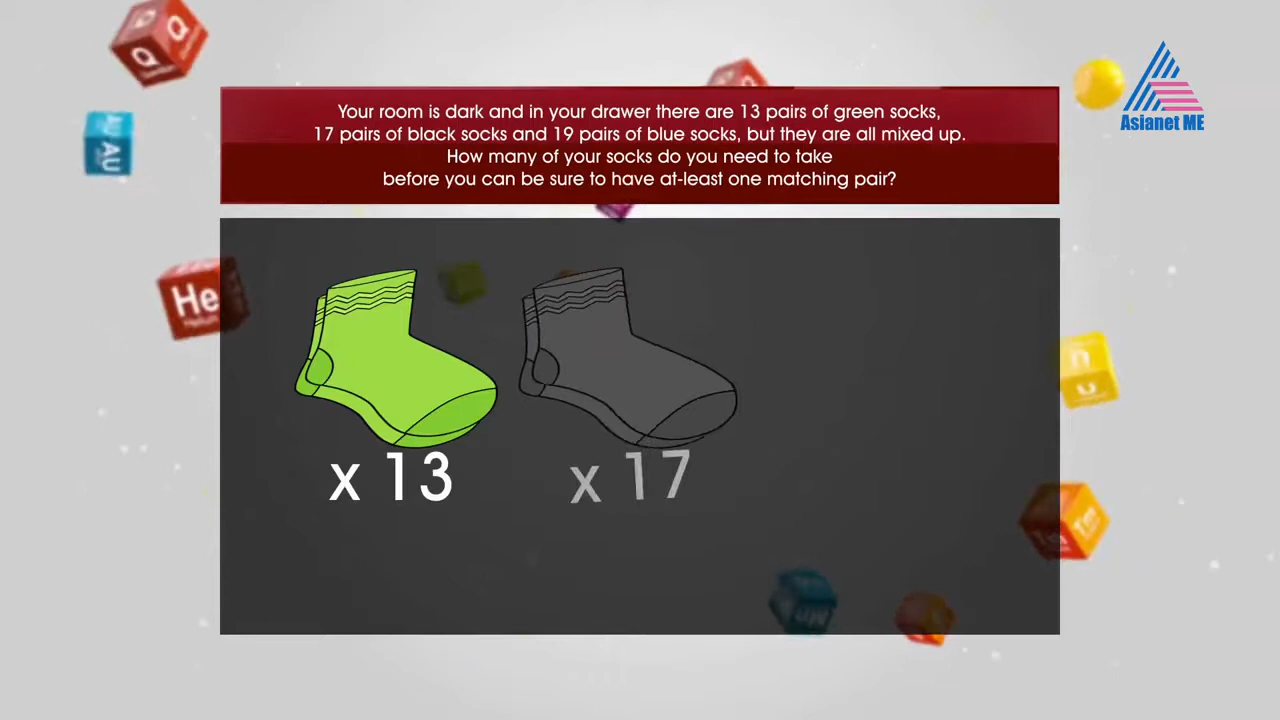 Your room is dark and in your drawer there are 13 pairs of green socks,
17 pairs of black socks and 19 pairs of blue socks, but they are all mixed up.
How many of your socks do you need to take
before you can be sure to have at-least one matching pair?
Asianet ME
Q
Q
AU
He
Helium
n
x 13
x 17